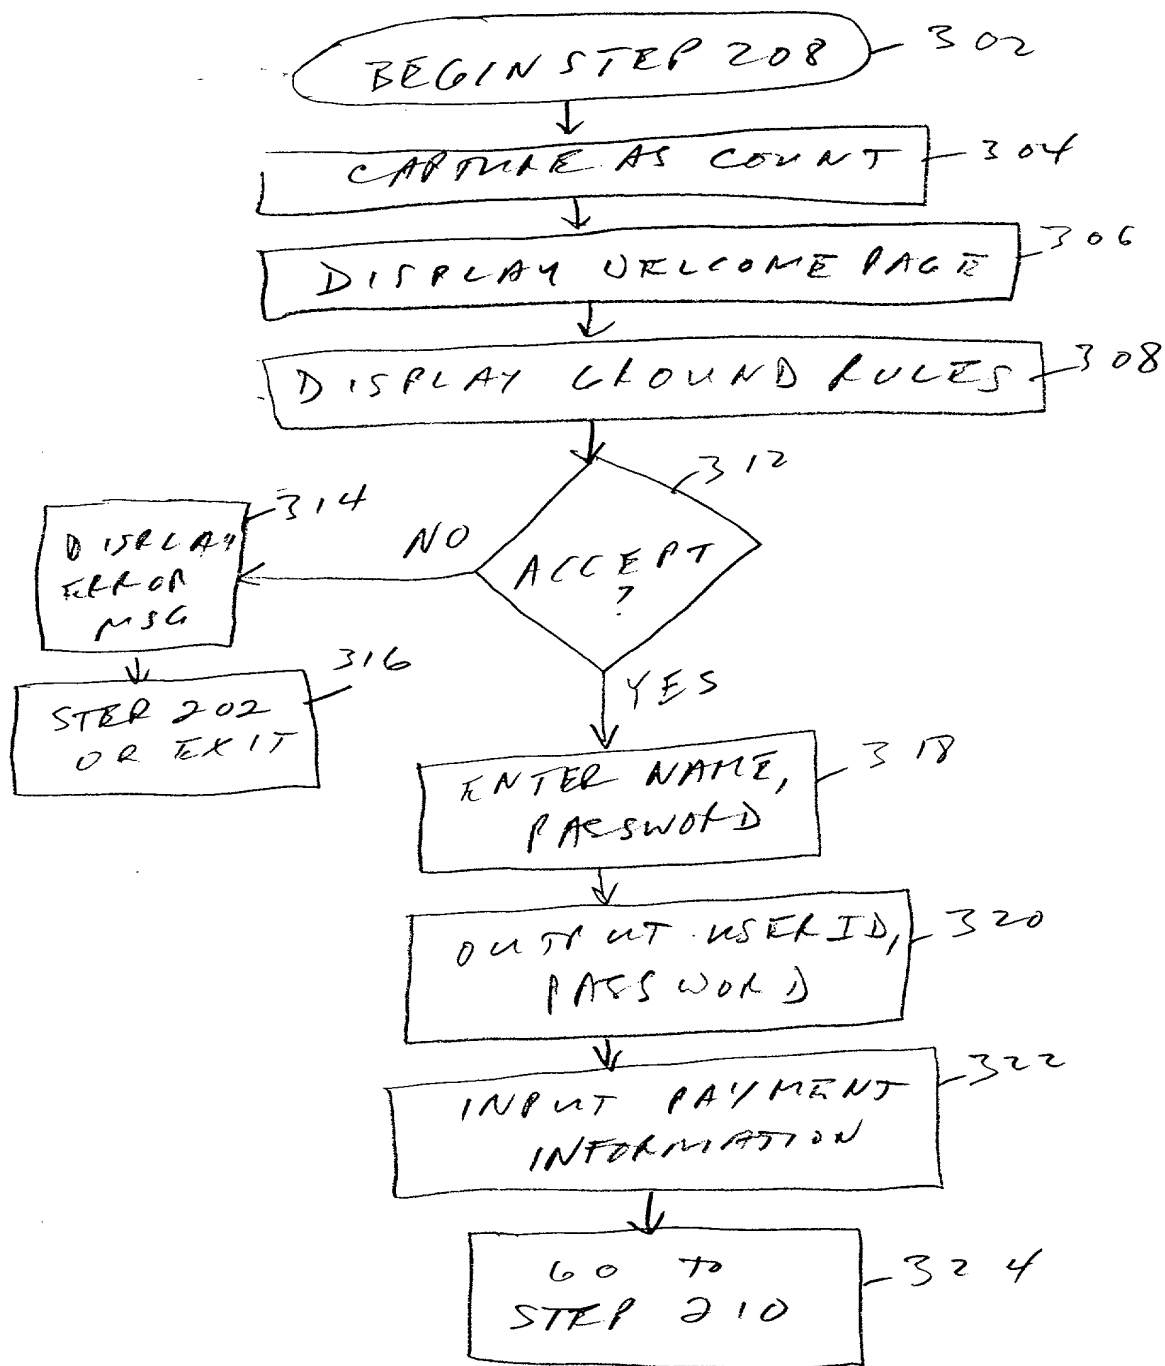 BEGIN STEP 208
302
CAPTURE AS COUNT
304
DISPLAY WELCOME PAGE
306
DISPLAY GROUND RULES
308
312
ACCEPT
?
NO
314
DISPLAY
ERROR
MSG
316
STEP 202
OR EXIT
YES
ENTER NAME,
PASSWORD
318
OUTPUT USER ID,
PASSWORD
320
INPUT PAYMENT
INFORMATION
322
GO TO
STEP 210
324